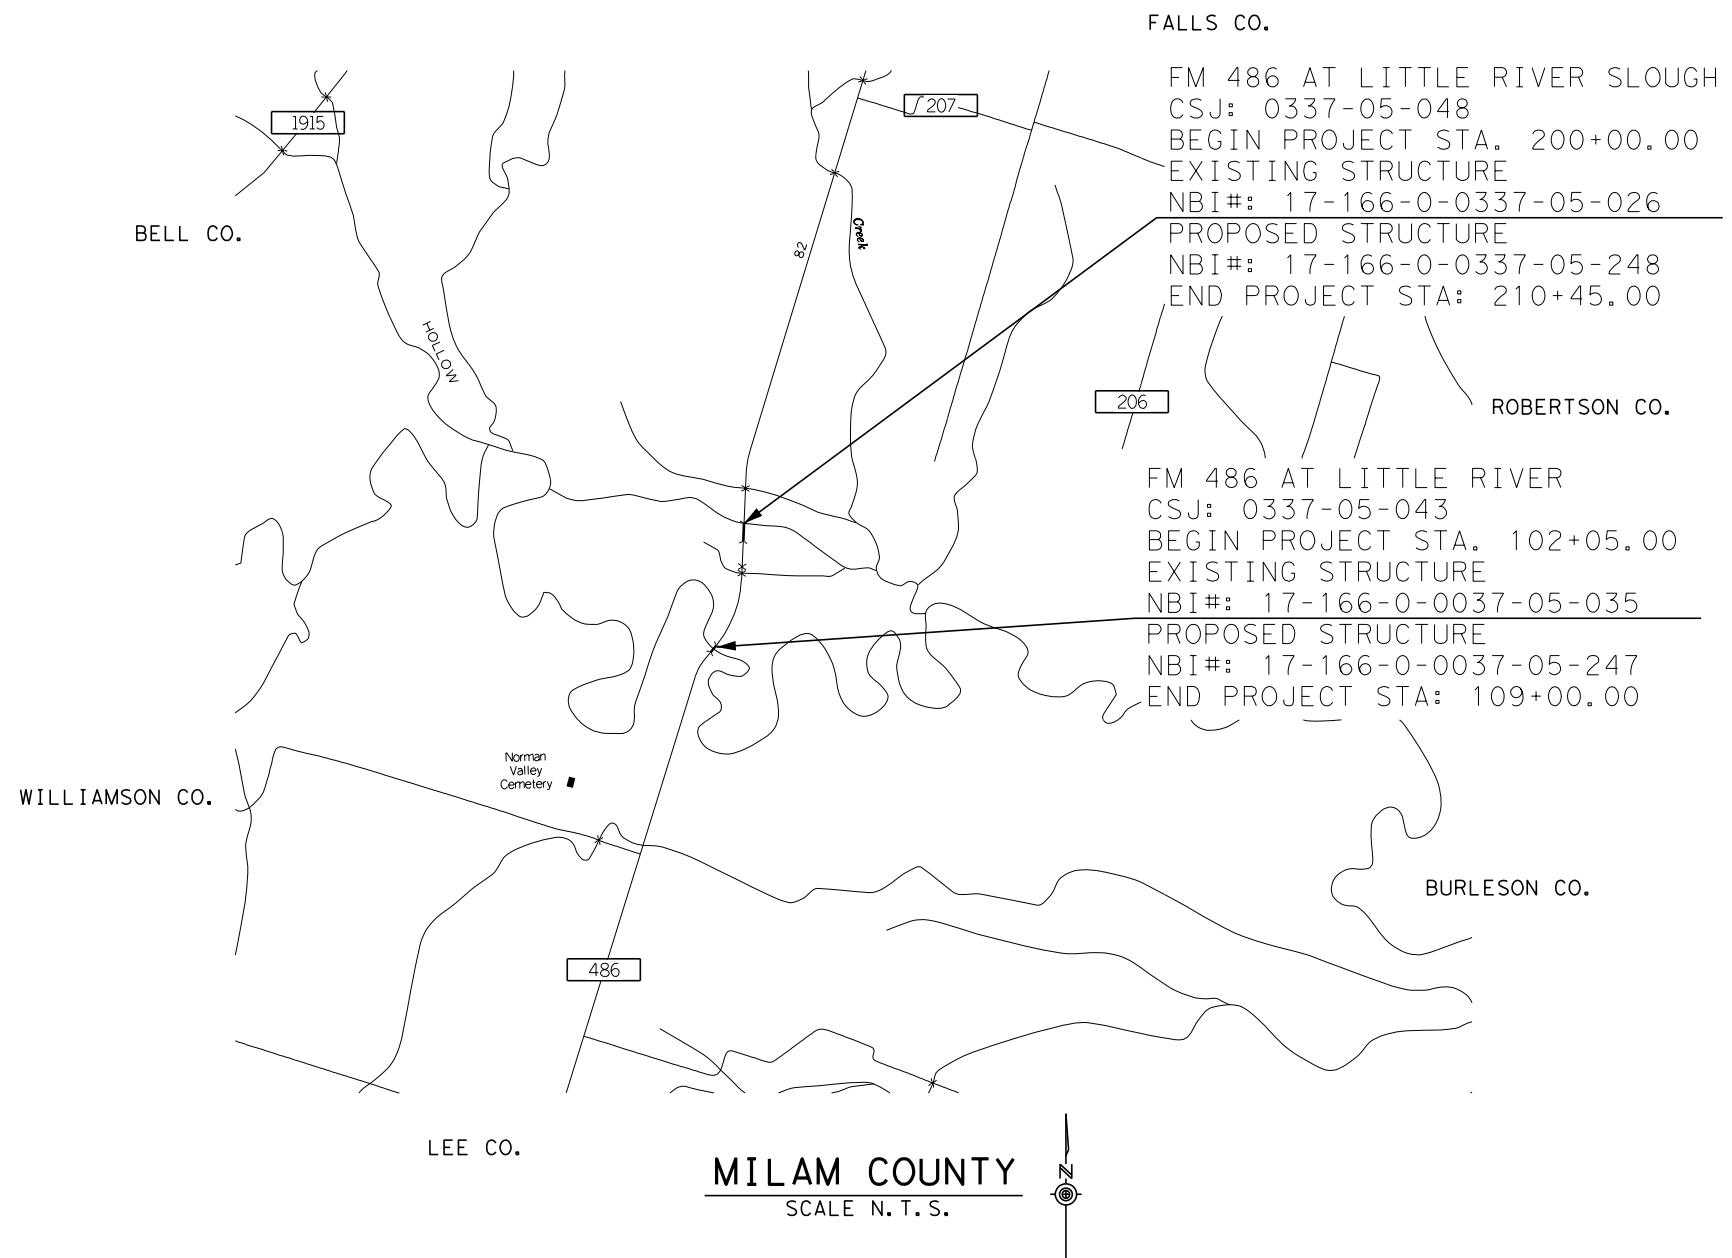 FALLS CO.
FM 486 AT LITTLE RIVER SLOUGH
CSJ: 0337-05-048
BEGIN PROJECT STA. 200+00.00
EXISTING STRUCTURE
NBI#: 17-166-0-0337-05-026
PROPOSED STRUCTURE
NBI#: 17-166-0-0337-05-248
END PROJECT STA: 210+45.00
1915
207
BELL CO.
82
Creek
HOLLOW
206
ROBERTSON CO.
FM 486 AT LITTLE RIVER
CSJ: 0337-05-043
BEGIN PROJECT STA. 102+05.00
EXISTING STRUCTURE
NBI#: 17-166-0-0037-05-035
PROPOSED STRUCTURE
NBI#: 17-166-0-0037-05-247
END PROJECT STA: 109+00.00
Norman
Valley
Cemetery
WILLIAMSON CO.
BURLESON CO.
486
LEE CO.
MILAM COUNTY
SCALE N.T.S.
N